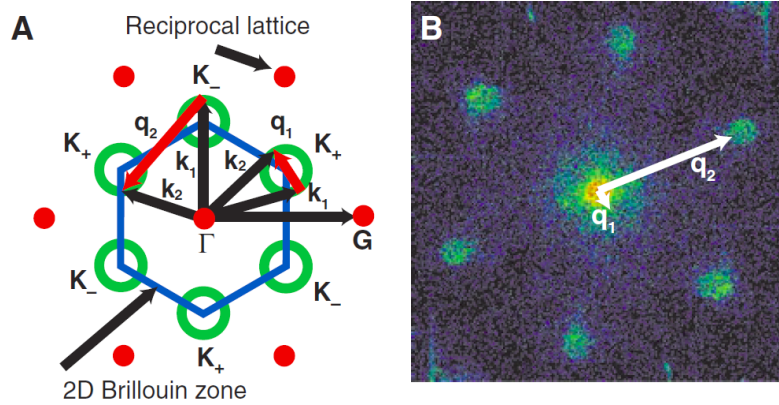 A
Reciprocal lattice
K₋
q₂
q₁
K₊
K₊
k₁
k₂
k₂
k₁
Γ
G
K₋
K₋
K₊
2D Brillouin zone
B
q₂
q₁